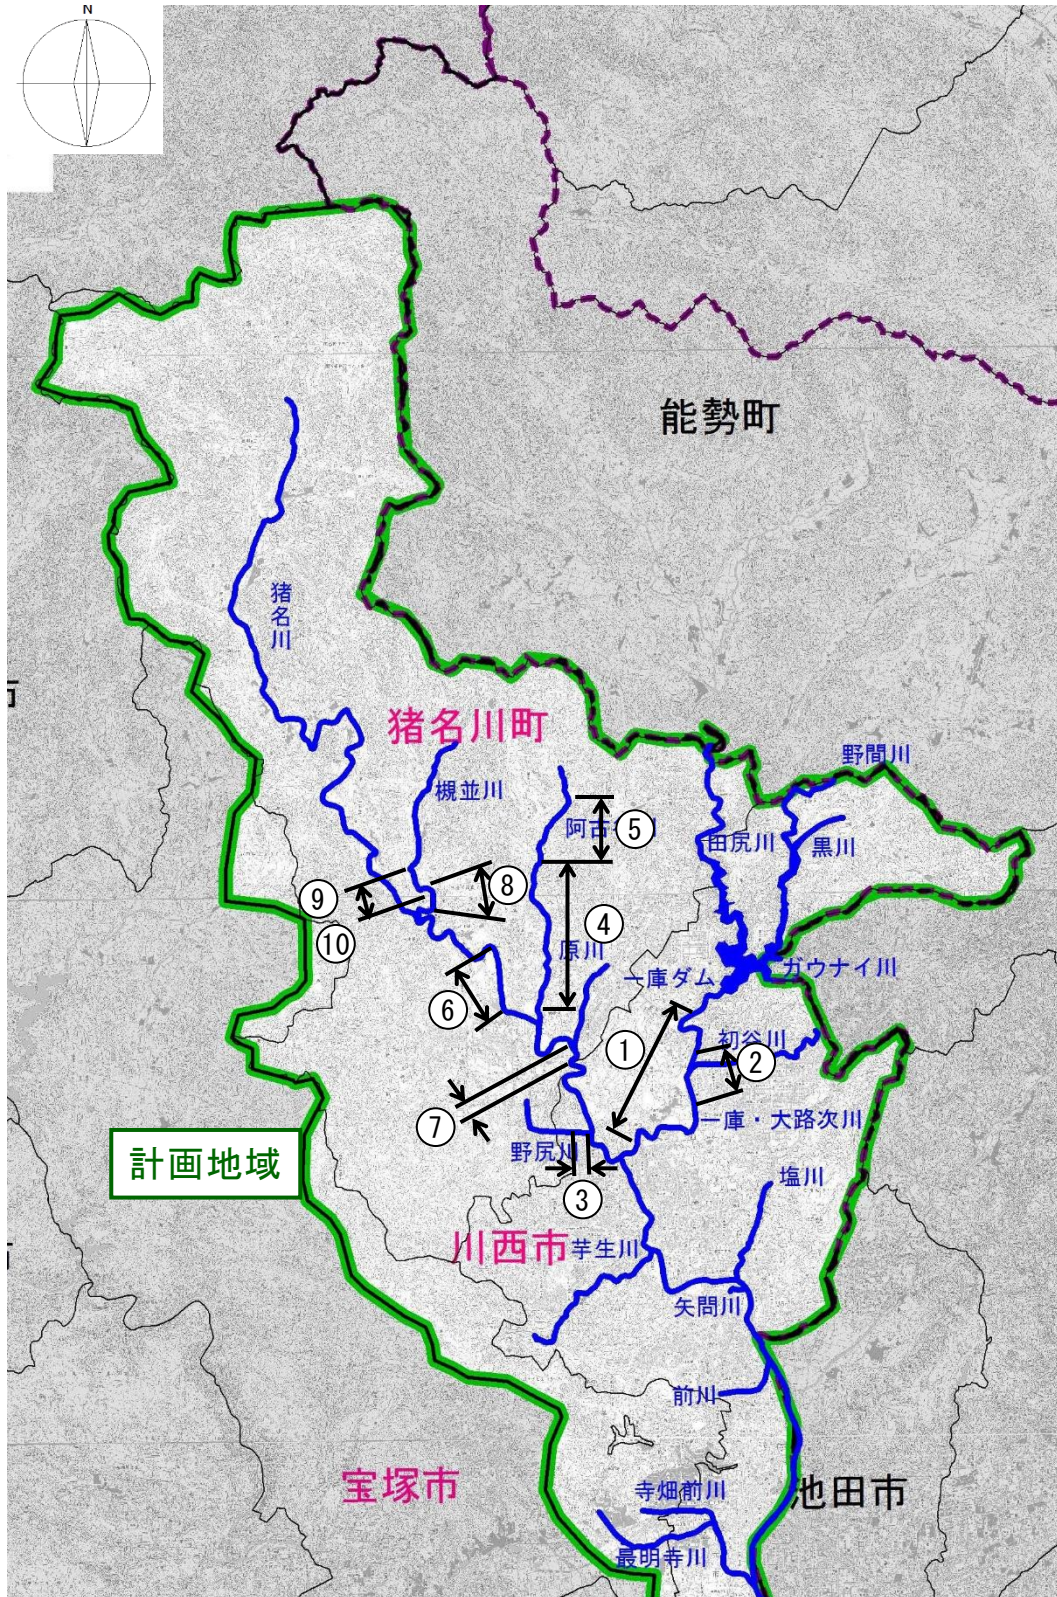 N
能勢町
猪名川
猪名川町
野間川
槻並川
阿古
川
⑤
田尻川
黒川
⑧
⑨
④
⑩
原川
一庫ダム
ガウナイ川
⑥
①
初谷川
②
⑦
一庫・大路次川
野尻川
計画地域
塩川
③
川西市
芋生川
矢問川
前川
宝塚市
寺畑前川
池田市
最明寺川